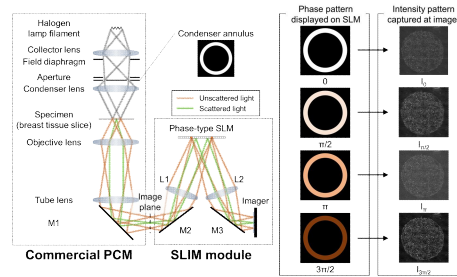 Halogen
lamp filament
Collector lens
Field diaphragm
Aperture
Condenser lens
Specimen
(breast tissue slice)
Objective lens
Tube lens
M1
Commercial PCM
Condenser annulus
Unscattered light
Scattered light
Phase-type SLM
L1
L2
Image
plane
Imager
M2
M3
SLIM module
Phase pattern
displayed on SLM
0
π/2
π
3π/2
Intensity pattern
captured at image
I0
Iπ/2
Iπ
I3π/2